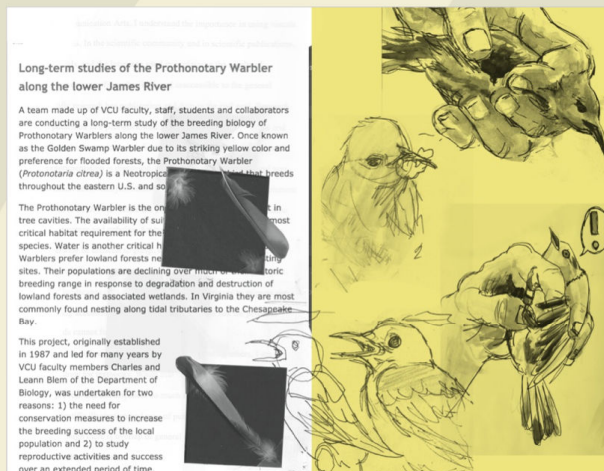 Long-term studies of the Prothonotary Warbler
along the lower James River
A team made up of VCU faculty, staff, students and collaborators
are conducting a long-term study of the breeding biology of
Prothonotary Warblers along the lower James River. Once known
as the Golden Swamp Warbler due to its striking yellow color and
preference for flooded forests, the Prothonotary Warbler
(Protonotaria citrea) is a Neotropica that breeds
throughout the eastern U.S. and so
The Prothonotary Warbler is the on t in
tree cavities. The availability of sui most
critical habitat requirement for the
species. Water is another critical h
Warblers prefer lowland forests ne ting
sites. Their populations are declining over much toric
breeding range in response to degradation and destruction of
lowland forests and associated wetlands. In Virginia they are most
commonly found nesting along tidal tributaries to the Chesapeake
Bay.
This project, originally established
in 1987 and led for many years by
VCU faculty members Charles and
Leann Blem of the Department of
Biology, was undertaken for two
reasons: 1) the need for
conservation measures to increase
the breeding success of the local
population and 2) to study
reproductive activities and success
over an extended period of time.
!